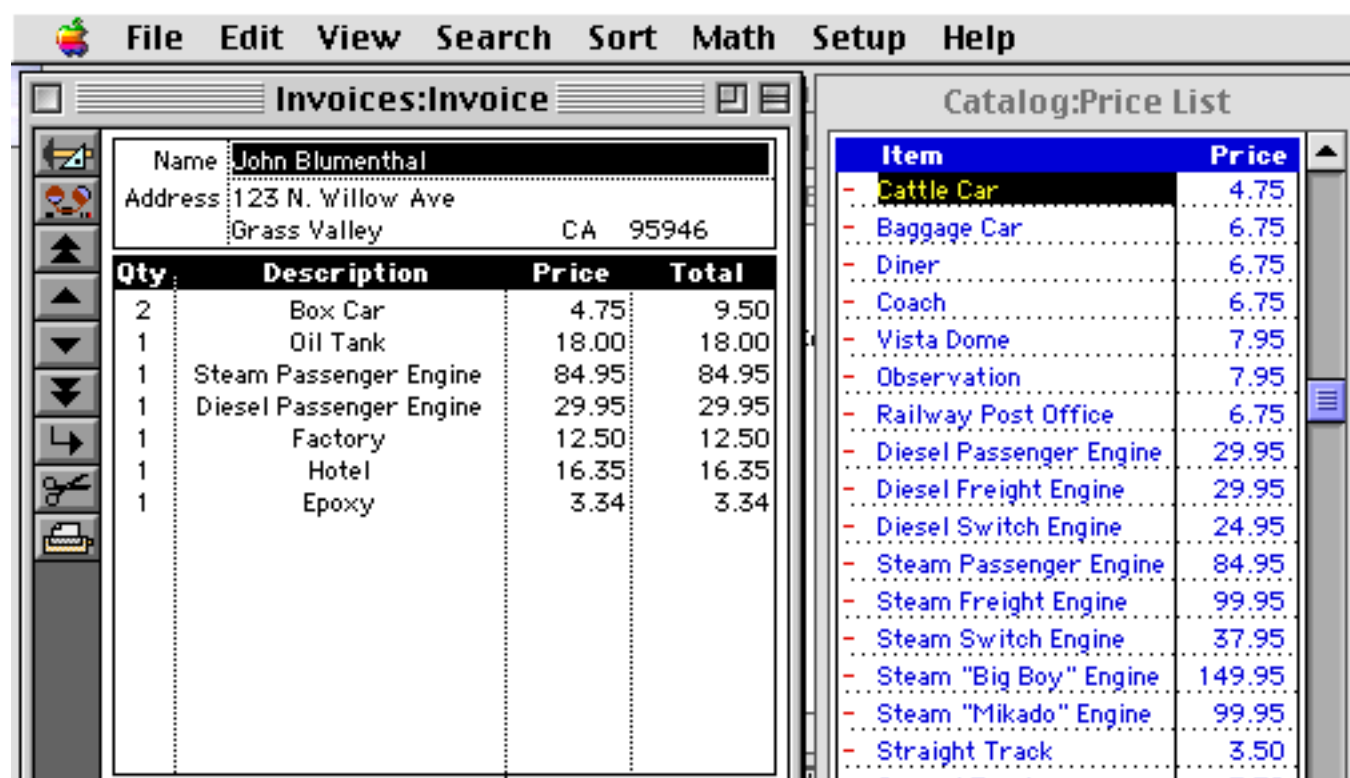 File Edit View Search Sort Math Setup Help
Invoices:Invoice
Name John Blumenthal
Address 123 N. Willow Ave
Grass Valley CA 95946
Qty Description Price Total
2 Box Car 4.75 9.50
1 Oil Tank 18.00 18.00
1 Steam Passenger Engine 84.95 84.95
1 Diesel Passenger Engine 29.95 29.95
1 Factory 12.50 12.50
1 Hotel 16.35 16.35
1 Epoxy 3.34 3.34
Catalog:Price List
Item Price
- Cattle Car 4.75
- Baggage Car 6.75
- Diner 6.75
- Coach 6.75
- Vista Dome 7.95
- Observation 7.95
- Railway Post Office 6.75
- Diesel Passenger Engine 29.95
- Diesel Freight Engine 29.95
- Diesel Switch Engine 24.95
- Steam Passenger Engine 84.95
- Steam Freight Engine 99.95
- Steam Switch Engine 37.95
- Steam "Big Boy" Engine 149.95
- Steam "Mikado" Engine 99.95
- Straight Track 3.50